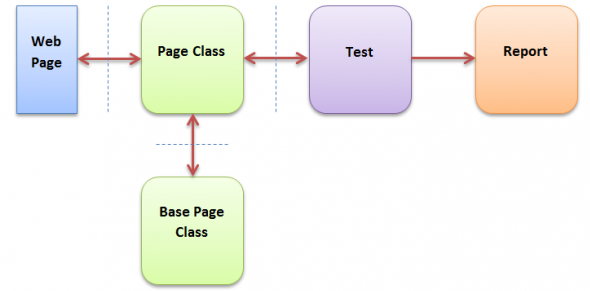 Web
Page
Page Class
Test
Report
Base Page
Class